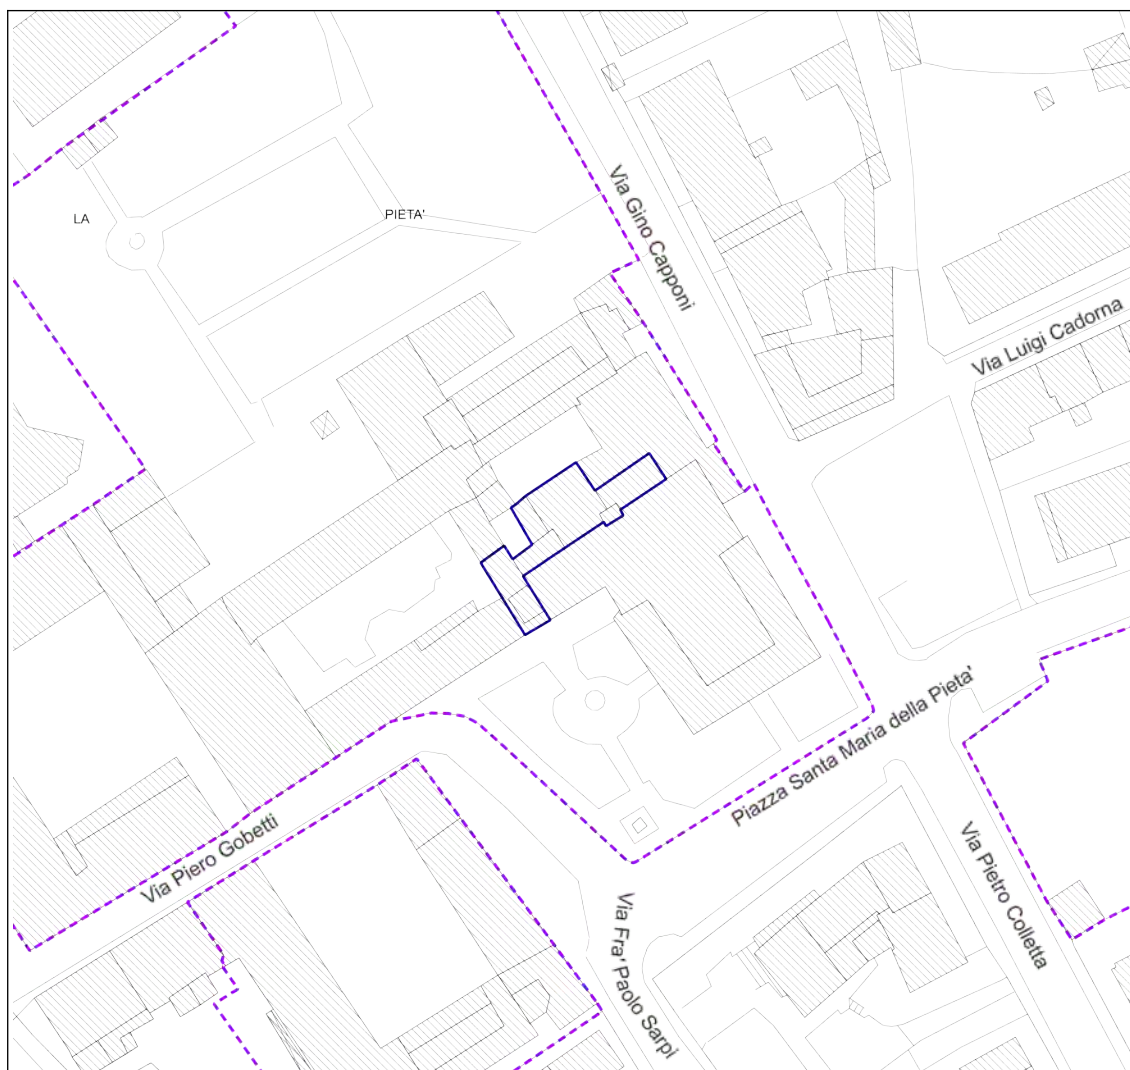 LA
PIETA'
Via Gino Capponi
Via Luigi Cadorna
Piazza Santa Maria della Pieta'
Via Piero Gobetti
Via Pietro Colletta
Via Fra' Paolo Sarpi